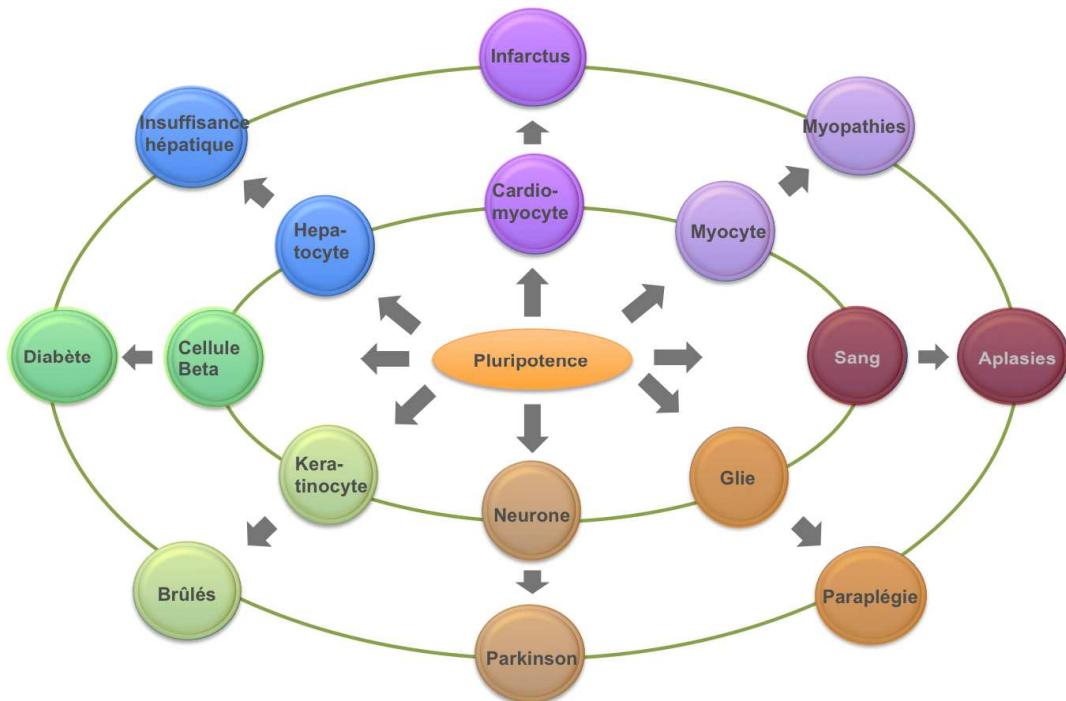 Infarctus
Insuffisance
hépatique
Myopathies
Cardio-
myocyte
Hepa-
tocyte
Myocyte
Diabète
Cellule
Beta
Pluripotence
Sang
Aplasies
Kera-
tinocyte
Neurone
Glie
Brûlés
Parkinson
Paraplégie